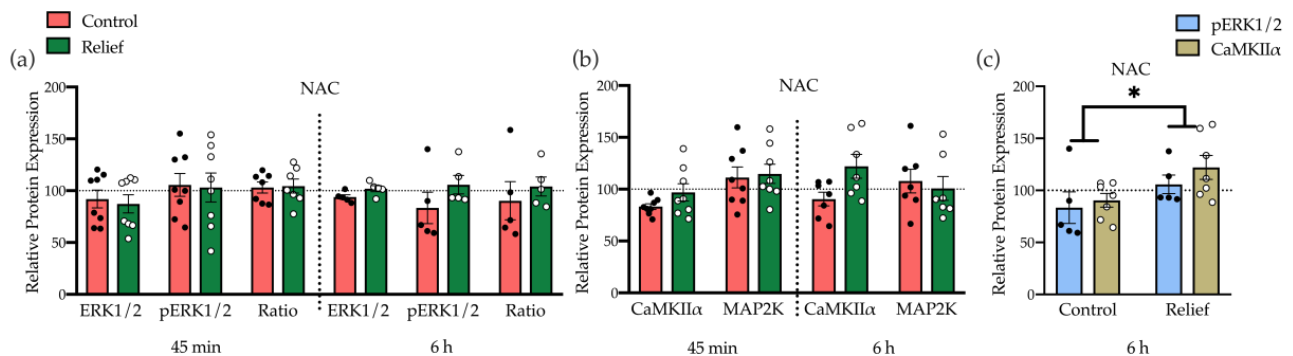 Control
Relief
(a)
NAC
Relative Protein Expression
200
150
100
50
0
ERK1/2 pERK1/2 Ratio ERK1/2 pERK1/2 Ratio
45 min 6 h
(b)
NAC
Relative Protein Expression
200
150
100
50
0
CaMKIIα MAP2K CaMKIIα MAP2K
45 min 6 h
pERK1/2
CaMKIIα
(c)
NAC
*
Relative Protein Expression
200
150
100
50
0
Control Relief
6 h